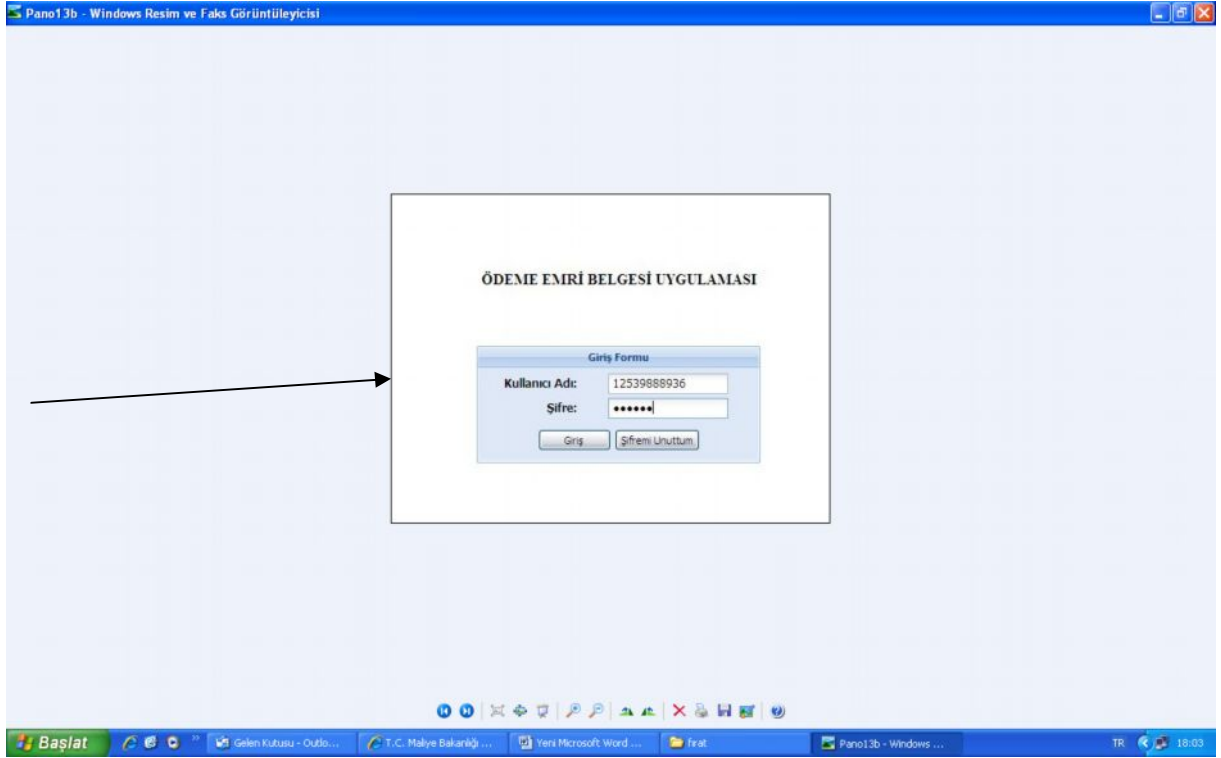 Pano13b - Windows Resim ve Faks Görüntüleyicisi
ÖDEME EMRİ BELGESİ UYGULAMASI
Giriş Formu
Kullanıcı Adı: 12539888936
Şifre: ••••••
Giriş Şifremi Unuttum
Başlat Gelen Kutusu - Outlo... T.C. Maliye Bakanlığı ... Yeni Microsoft Word ... fırat Pano13b - Windows ... TR 18:03